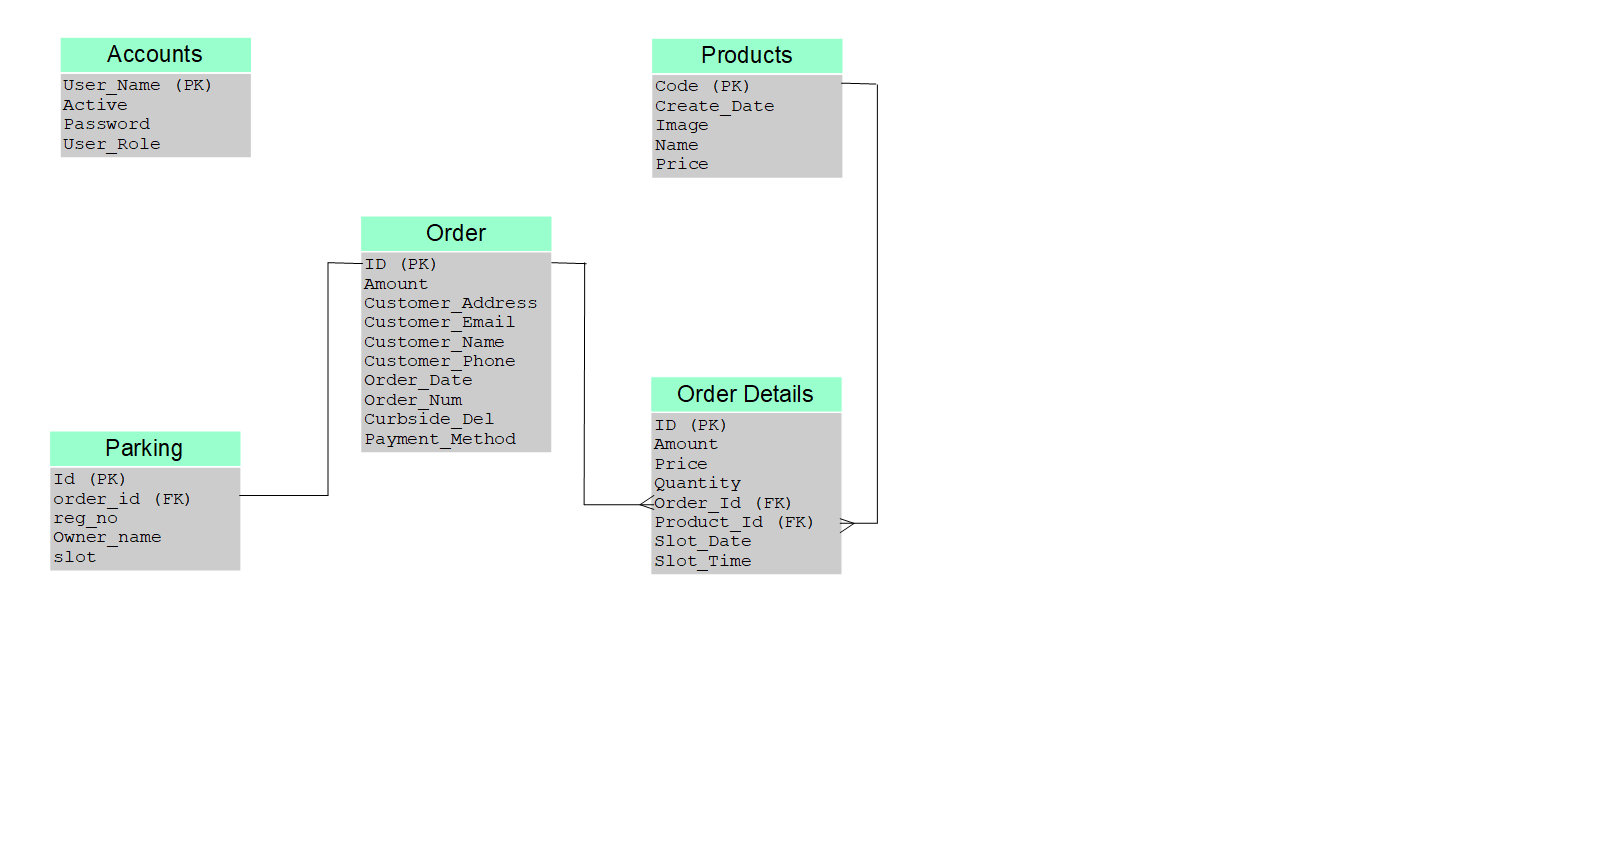 Accounts
User_Name (PK)
Active
Password
User_Role
Products
Code (PK)
Create_Date
Image
Name
Price
Order
ID (PK)
Amount
Customer_Address
Customer_Email
Customer_Name
Customer_Phone
Order_Date
Order_Num
Curbside_Del
Payment_Method
Order Details
ID (PK)
Amount
Price
Quantity
Order_Id (FK)
Product_Id (FK)
Slot_Date
Slot_Time
Parking
Id (PK)
order_id (FK)
reg_no
Owner_name
slot